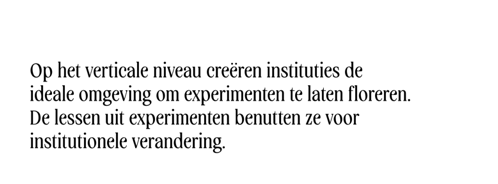 Op het verticale niveau creëren instituties de
ideale omgeving om experimenten te laten floreren.
De lessen uit experimenten benutten ze voor
institutionele verandering.